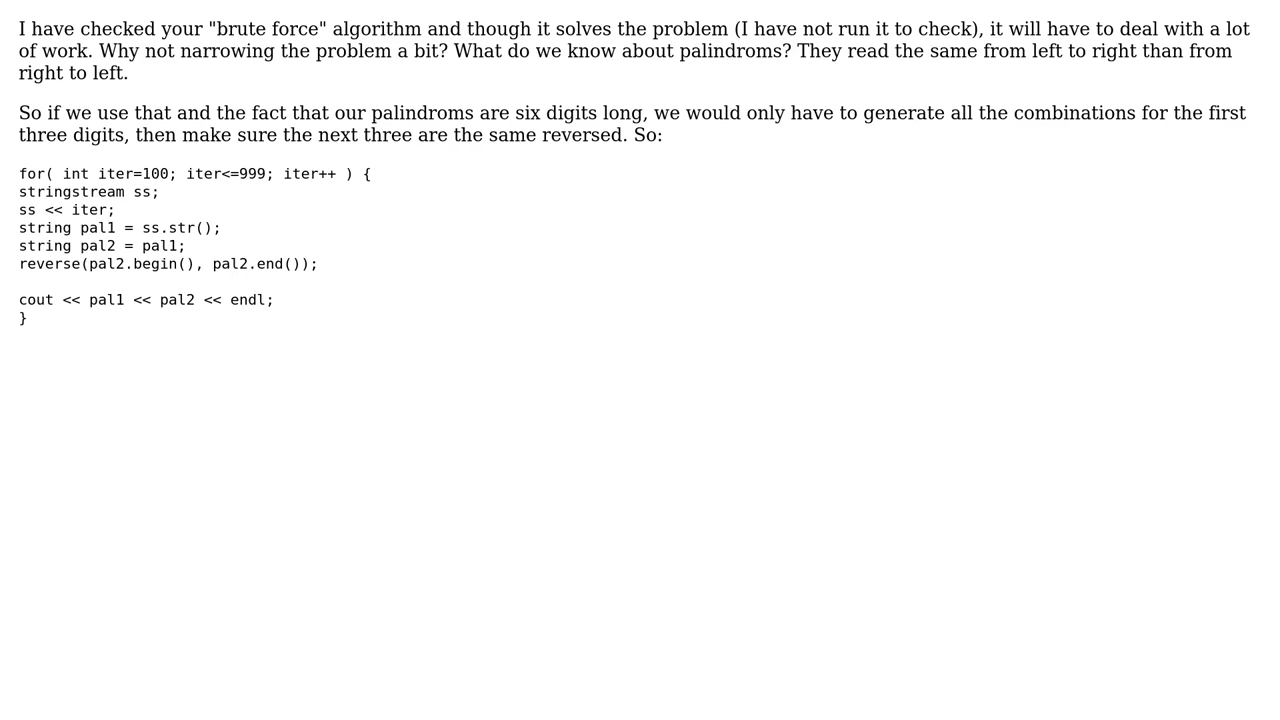 I have checked your "brute force" algorithm and though it solves the problem (I have not run it to check), it will have to deal with a lot
of work. Why not narrowing the problem a bit? What do we know about palindroms? They read the same from left to right than from
right to left.
So if we use that and the fact that our palindroms are six digits long, we would only have to generate all the combinations for the first
three digits, then make sure the next three are the same reversed. So:
for( int iter=100; iter<=999; iter++ ) {
stringstream ss;
ss << iter;
string pal1 = ss.str();
string pal2 = pal1;
reverse(pal2.begin(), pal2.end());
cout << pal1 << pal2 << endl;
}